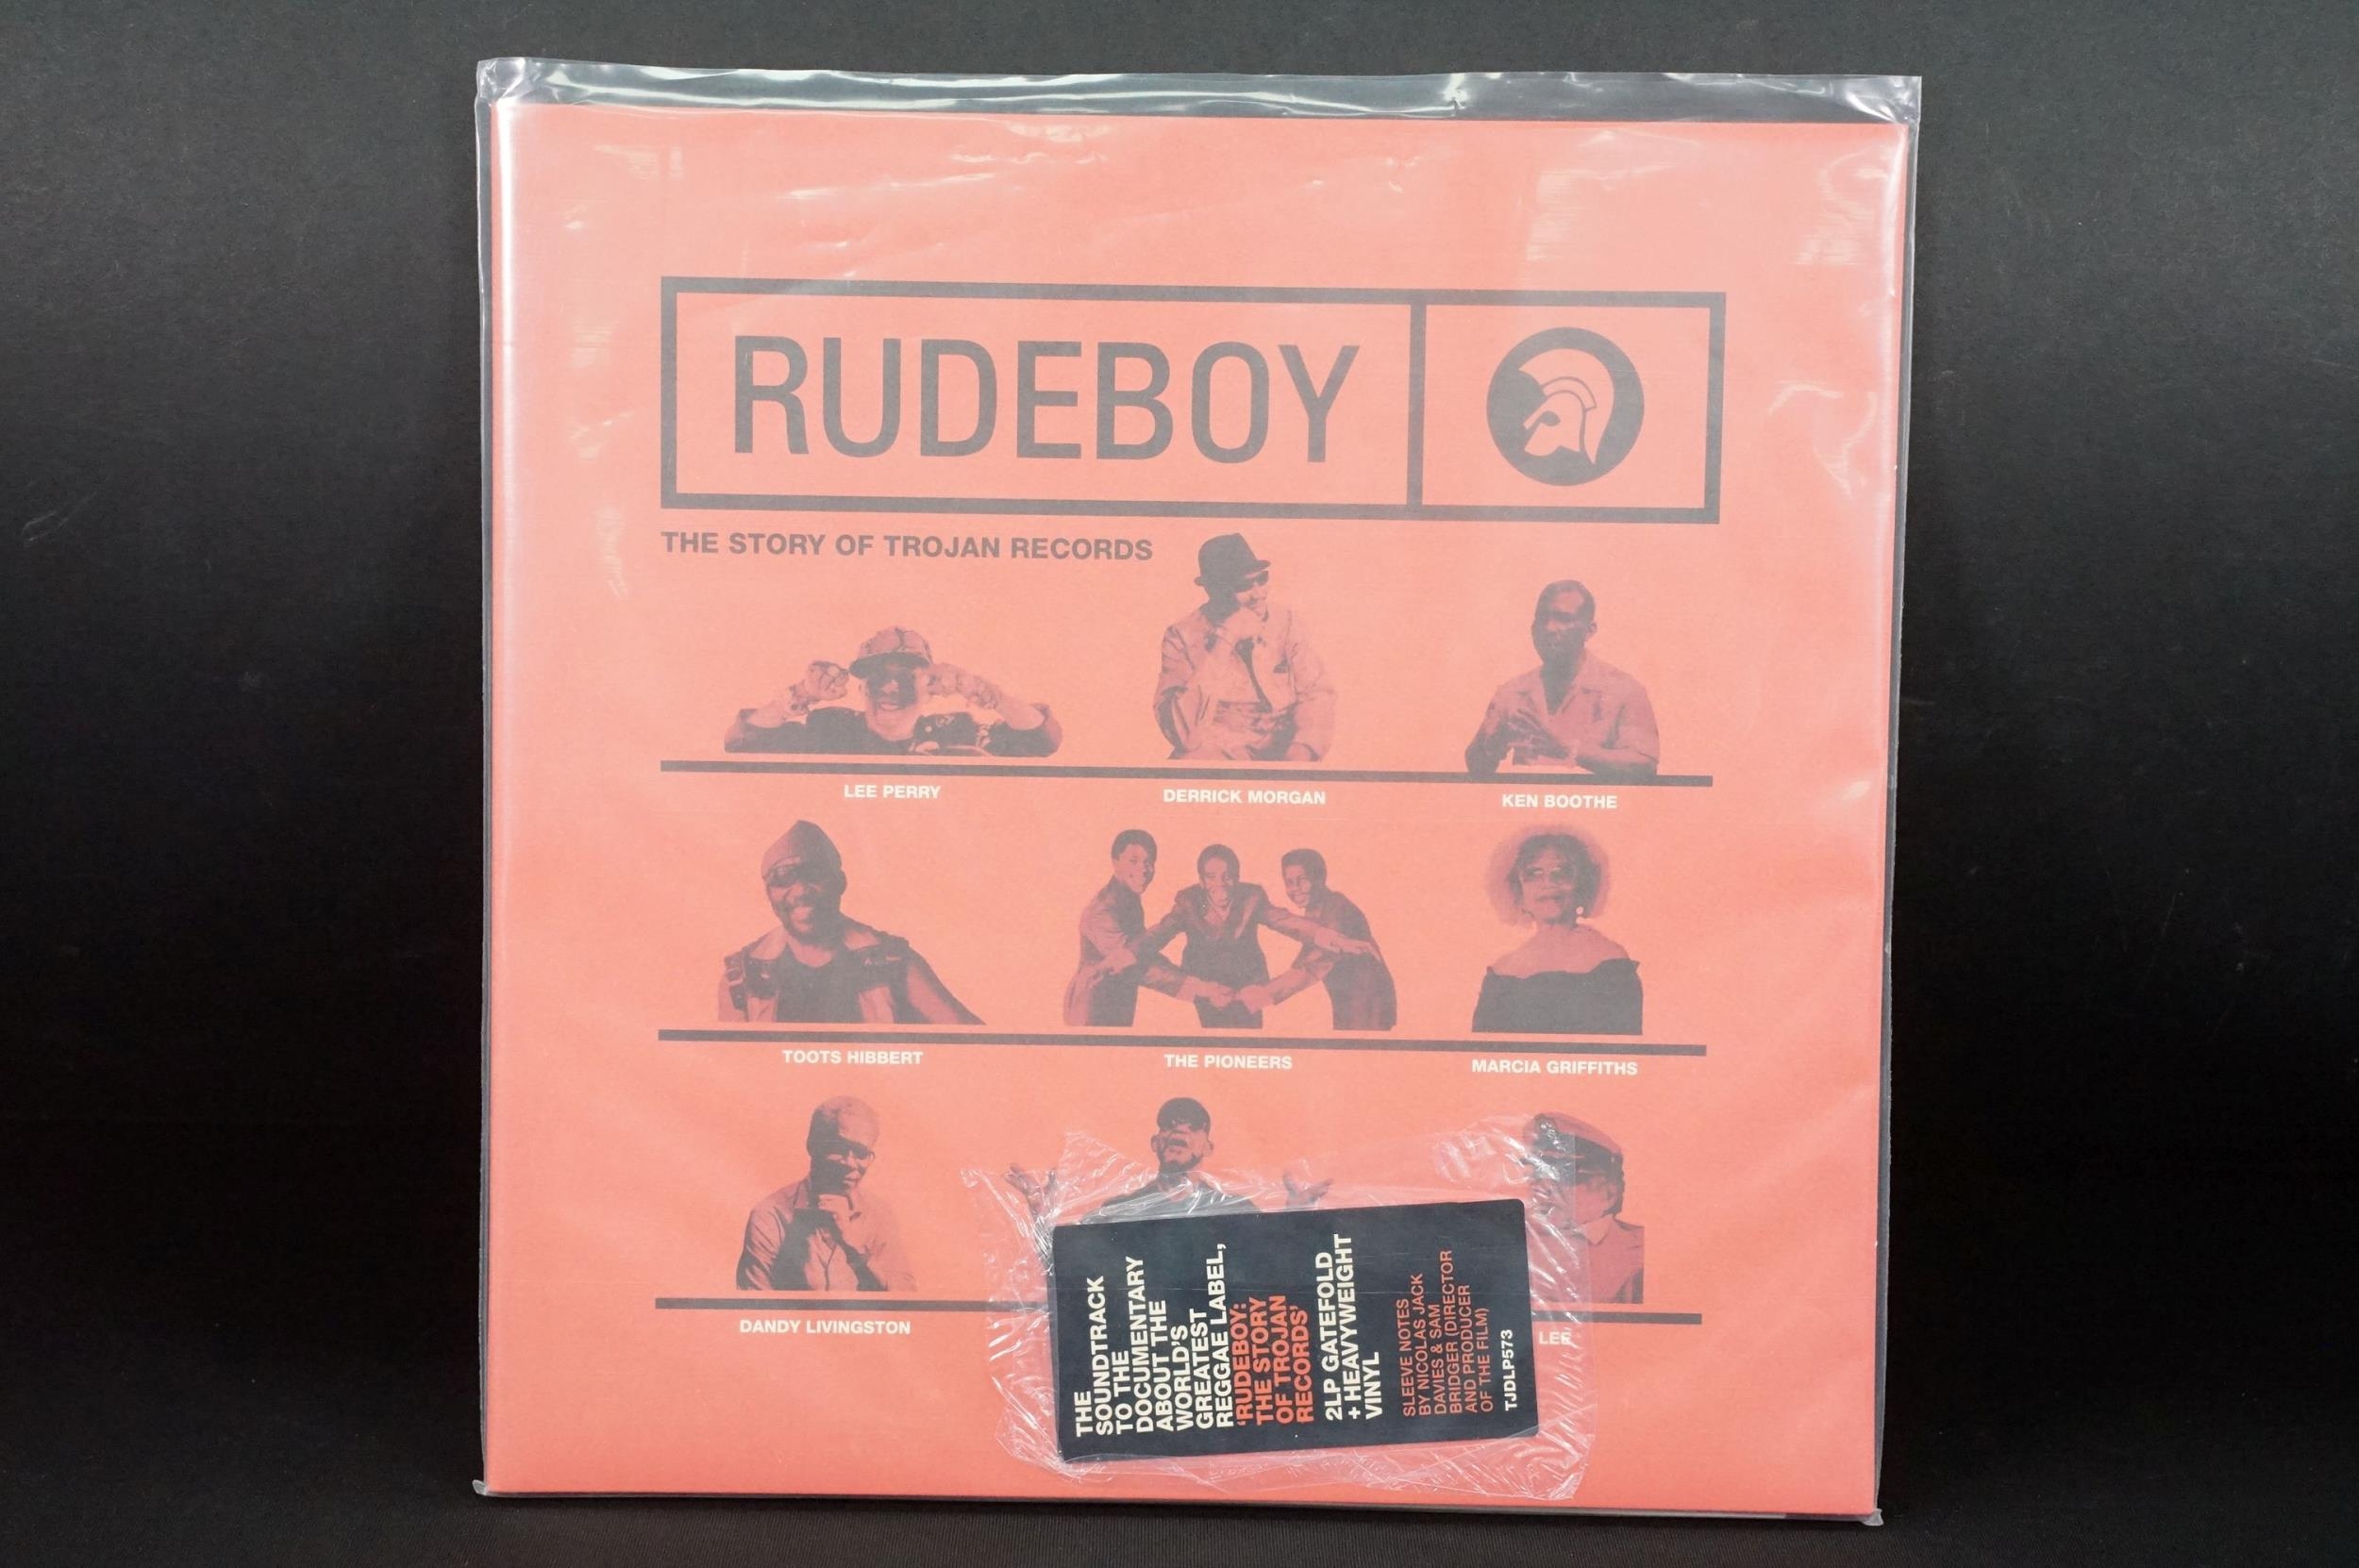 RUDEBOY
THE STORY OF TROJAN RECORDS
LEE PERRY
DERRICK MORGAN
KEN BOOTHE
TOOTS HIBBERT
THE PIONEERS
MARCIA GRIFFITHS
DANDY LIVINGSTON
LEE
THE
SOUNDTRACK
TO THE
DOCUMENTARY
ABOUT THE
WORLD'S
GREATEST
REGGAE LABEL,
'RUDEBOY:
THE STORY
OF TROJAN
RECORDS'
2LP GATEFOLD
+ HEAVYWEIGHT
VINYL
SLEEVE NOTES
BY NICOLAS JACK
DAVIES & SAM
BRIDGER (DIRECTOR
AND PRODUCER
OF THE FILM)
TJDLP573